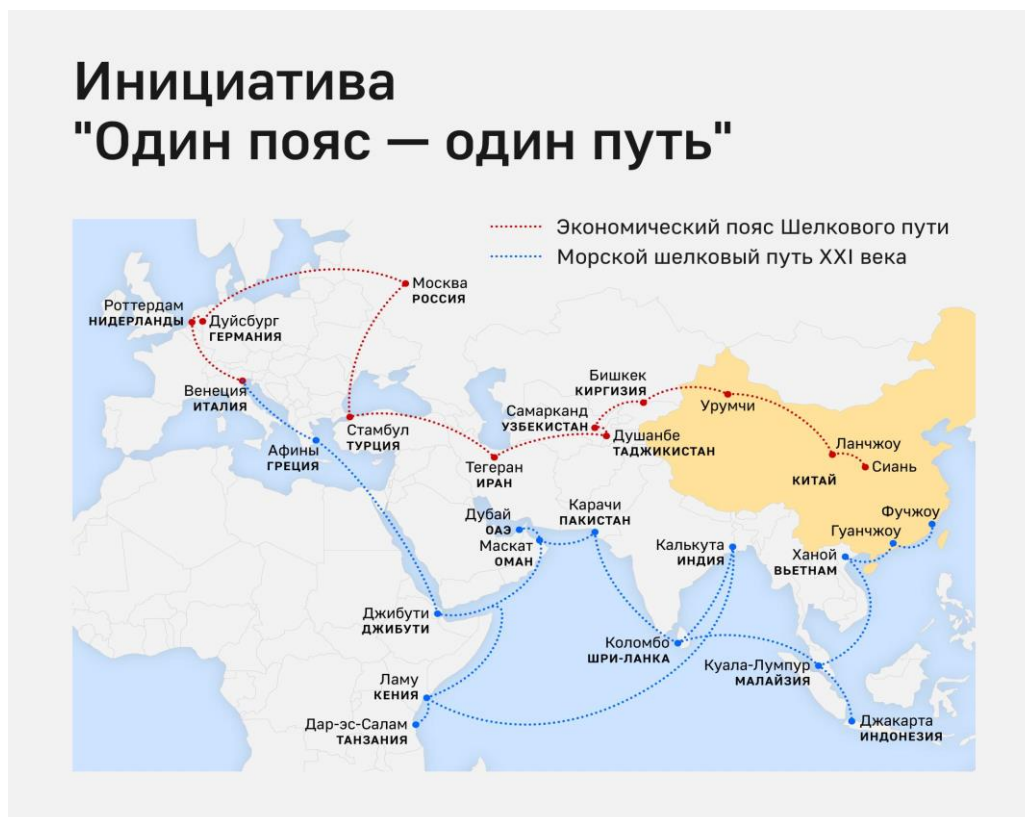 Инициатива
"Один пояс — один путь"
Экономический пояс Шелкового пути
Морской шелковый путь XXI века
Москва
РОССИЯ
Роттердам
НИДЕРЛАНДЫ
Дуйсбург
ГЕРМАНИЯ
Венеция
ИТАЛИЯ
Афины
ГРЕЦИЯ
Стамбул
ТУРЦИЯ
Тегеран
ИРАН
Самарканд
УЗБЕКИСТАН
Бишкек
КИРГИЗИЯ
Душанбе
ТАДЖИКИСТАН
Урумчи
Ланчжоу
Сиань
КИТАЙ
Фучжоу
Гуанчжоу
Дубай
ОАЭ
Маскат
ОМАН
Карачи
ПАКИСТАН
Калькута
ИНДИЯ
Ханой
ВЬЕТНАМ
Джибути
ДЖИБУТИ
Коломбо
ШРИ-ЛАНКА
Куала-Лумпур
МАЛАЙЗИЯ
Ламу
КЕНИЯ
Дар-эс-Салам
ТАНЗАНИЯ
Джакарта
ИНДОНЕЗИЯ